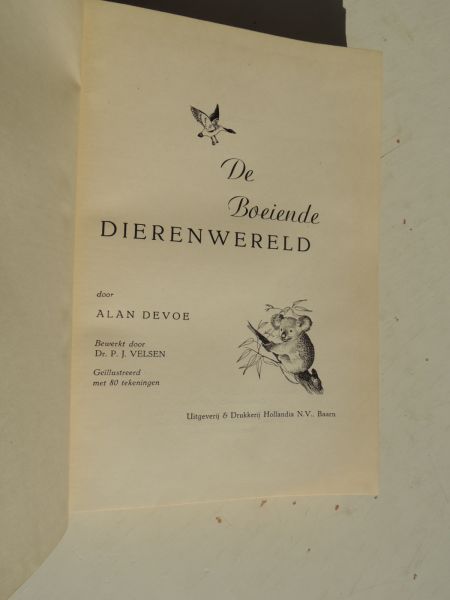 De
Boeiende
DIERENWERELD
door
ALAN DEVOE
Bewerkt door
Dr. P. J. VELSEN
Geïllustreerd
met 80 tekeningen
Uitgeverij & Drukkerij Hollandia N.V., Baarn